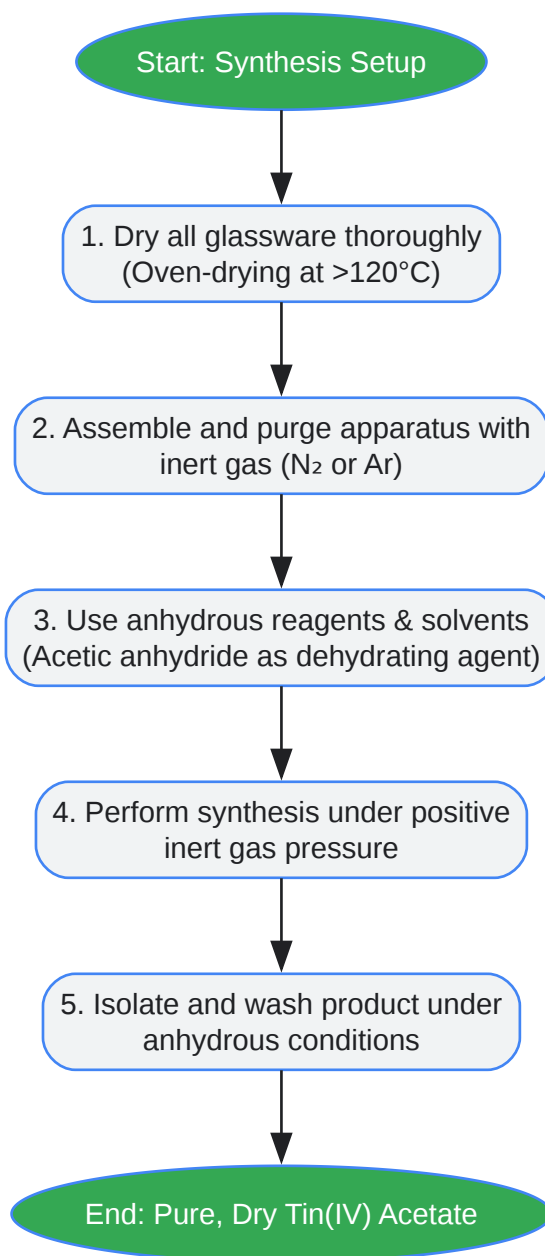 Start: Synthesis Setup
1. Dry all glassware thoroughly
(Oven-drying at >120°C)
2. Assemble and purge apparatus with
inert gas (N₂ or Ar)
3. Use anhydrous reagents & solvents
(Acetic anhydride as dehydrating agent)
4. Perform synthesis under positive
inert gas pressure
5. Isolate and wash product under
anhydrous conditions
End: Pure, Dry Tin(IV) Acetate